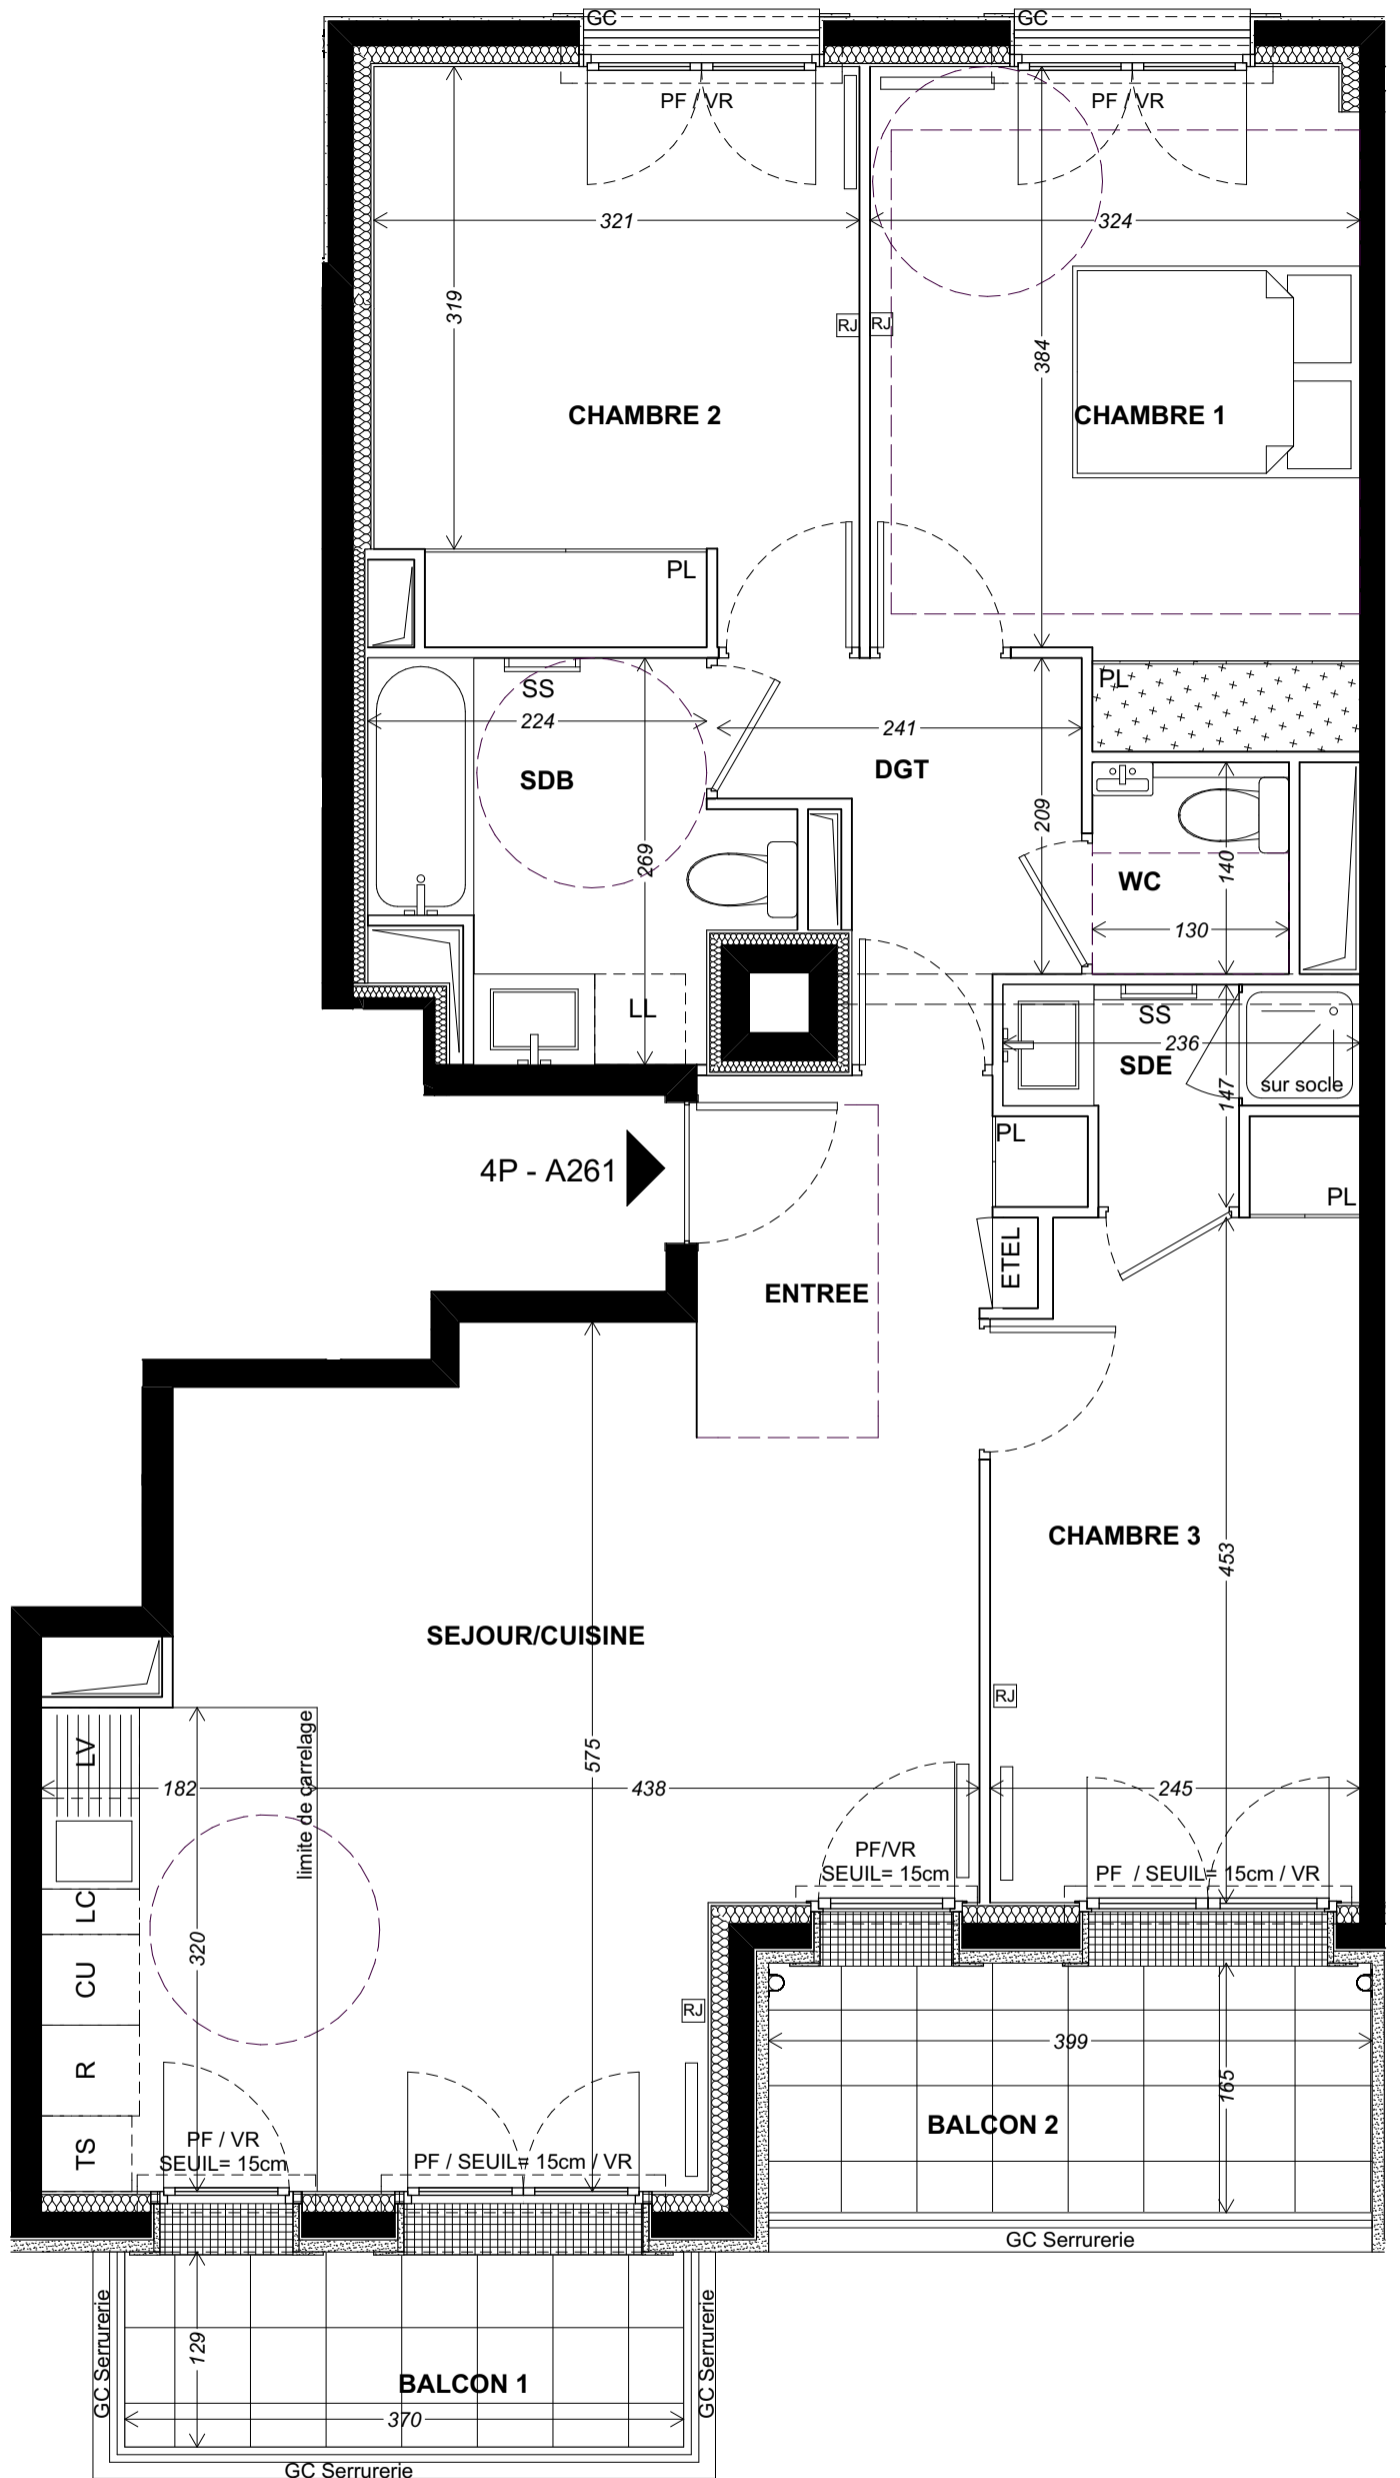 GC
GC
PF / VR
PF / VR
321
324
319
384
RJ
RJ
CHAMBRE 2
CHAMBRE 1
PL
PL
SS
224
241
SDB
DGT
209
269
140
WC
130
LL
SS
236
SDE
147
sur socle
PL
PL
4P - A261
ETEL
ENTREE
CHAMBRE 3
453
SEJOUR/CUISINE
RJ
limite de carrelage
LV
575
182
438
245
PF/VR
SEUIL= 15cm
PF / SEUIL= 15cm / VR
LC
320
CU
RJ
R
399
165
BALCON 2
TS
PF / VR
SEUIL= 15cm
PF / SEUIL= 15cm / VR
GC Serrurerie
GC Serrurerie
GC Serrurerie
129
BALCON 1
370
GC Serrurerie